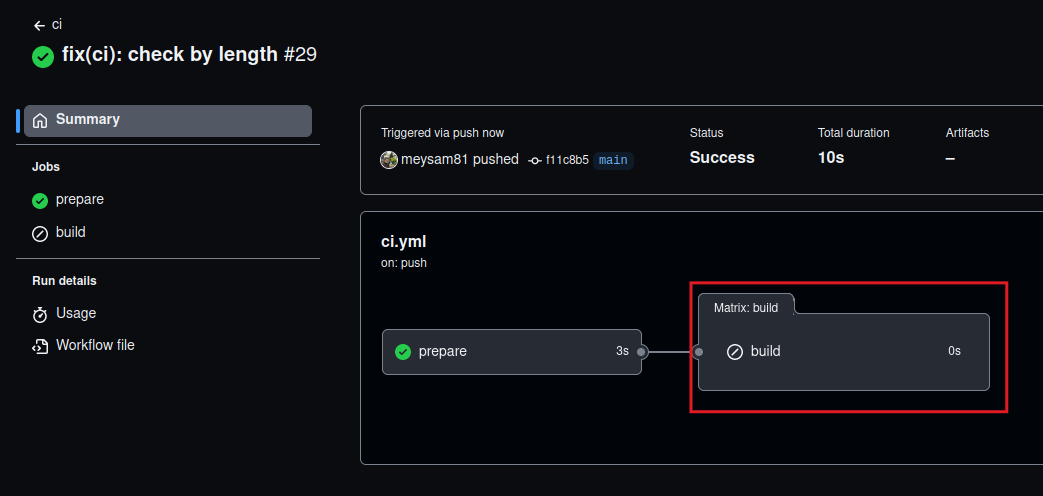 ci
fix(ci): check by length #29
Summary
Jobs
prepare
build
Run details
Usage
Workflow file
Triggered via push now
meysam81 pushed f11c8b5 main
Status
Success
Total duration
10s
Artifacts
–
ci.yml
on: push
prepare 3s
Matrix: build
build 0s